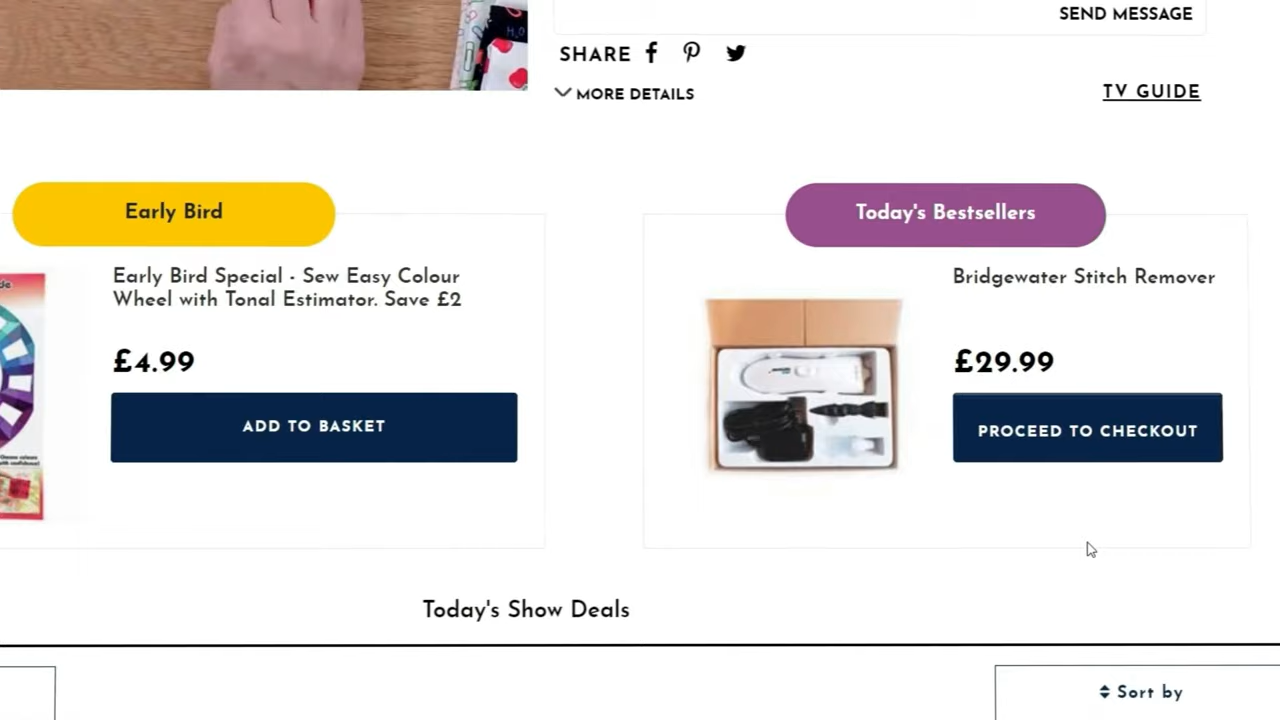 SEND MESSAGE
SHARE
MORE DETAILS
TV GUIDE
Early Bird
Early Bird Special - Sew Easy Colour
Wheel with Tonal Estimator. Save £2
£4.99
ADD TO BASKET
Today's Bestsellers
Bridgewater Stitch Remover
£29.99
PROCEED TO CHECKOUT
Today's Show Deals
Sort by